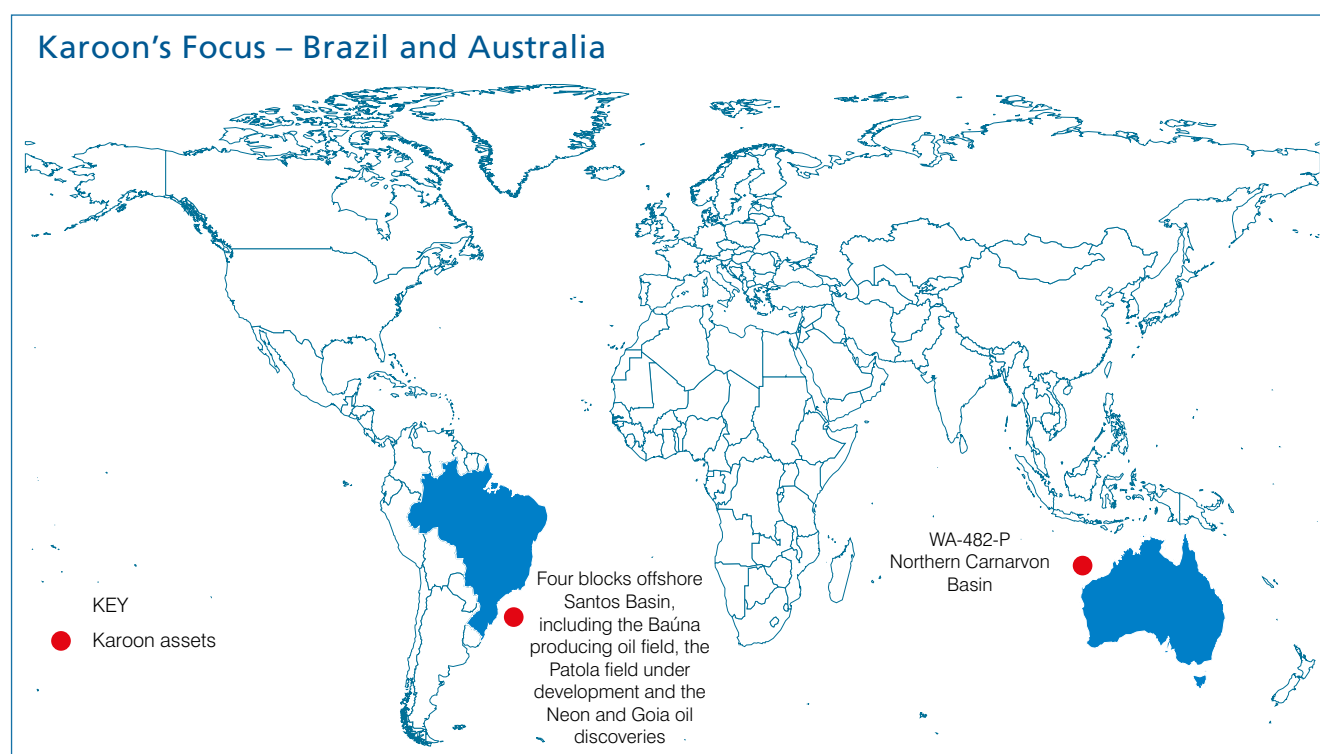 Karoon’s Focus – Brazil and Australia
WA-482-P
Northern Carnarvon
Basin
Four blocks offshore
Santos Basin,
including the Baúna
producing oil field, the
Patola field under
development and the
Neon and Goia oil
discoveries
KEY
Karoon assets